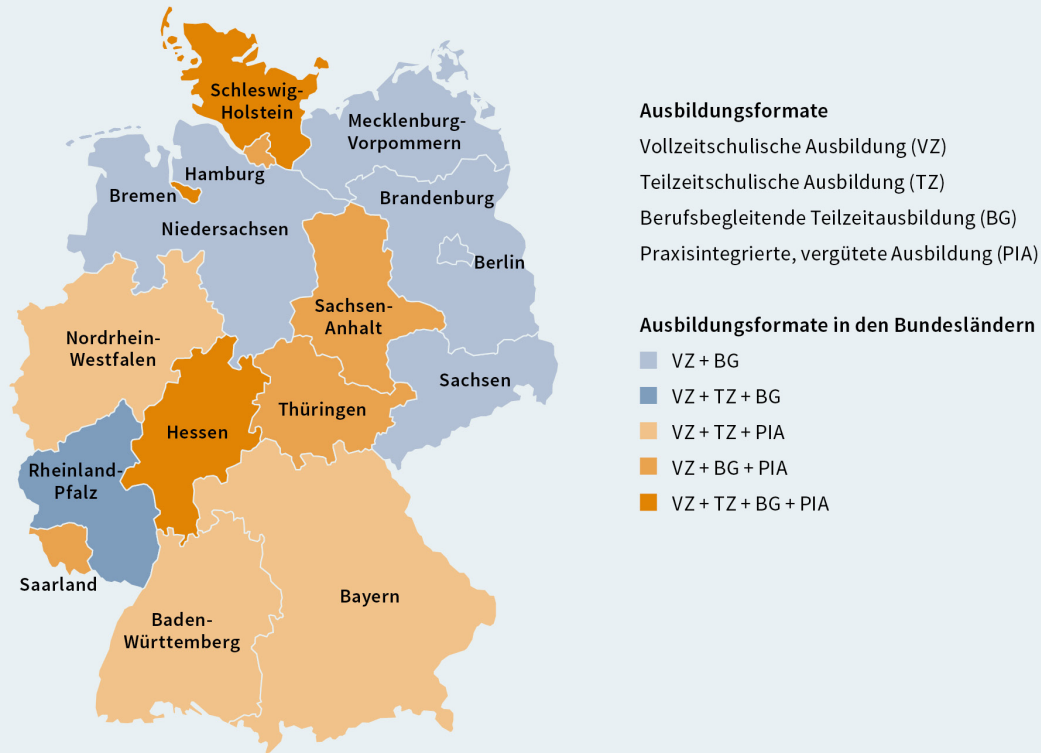 Schleswig-
Holstein
Mecklenburg-
Vorpommern
Hamburg
Bremen
Niedersachsen
Brandenburg
Berlin
Sachsen-
Anhalt
Nordrhein-
Westfalen
Sachsen
Thüringen
Hessen
Rheinland-
Pfalz
Saarland
Bayern
Baden-
Württemberg
Ausbildungsformate
Vollzeitschulische Ausbildung (VZ)
Teilzeitschulische Ausbildung (TZ)
Berufsbegleitende Teilzeitausbildung (BG)
Praxisintegrierte, vergütete Ausbildung (PIA)
Ausbildungsformate in den Bundesländern
VZ + BG
VZ + TZ + BG
VZ + TZ + PIA
VZ + BG + PIA
VZ + TZ + BG + PIA